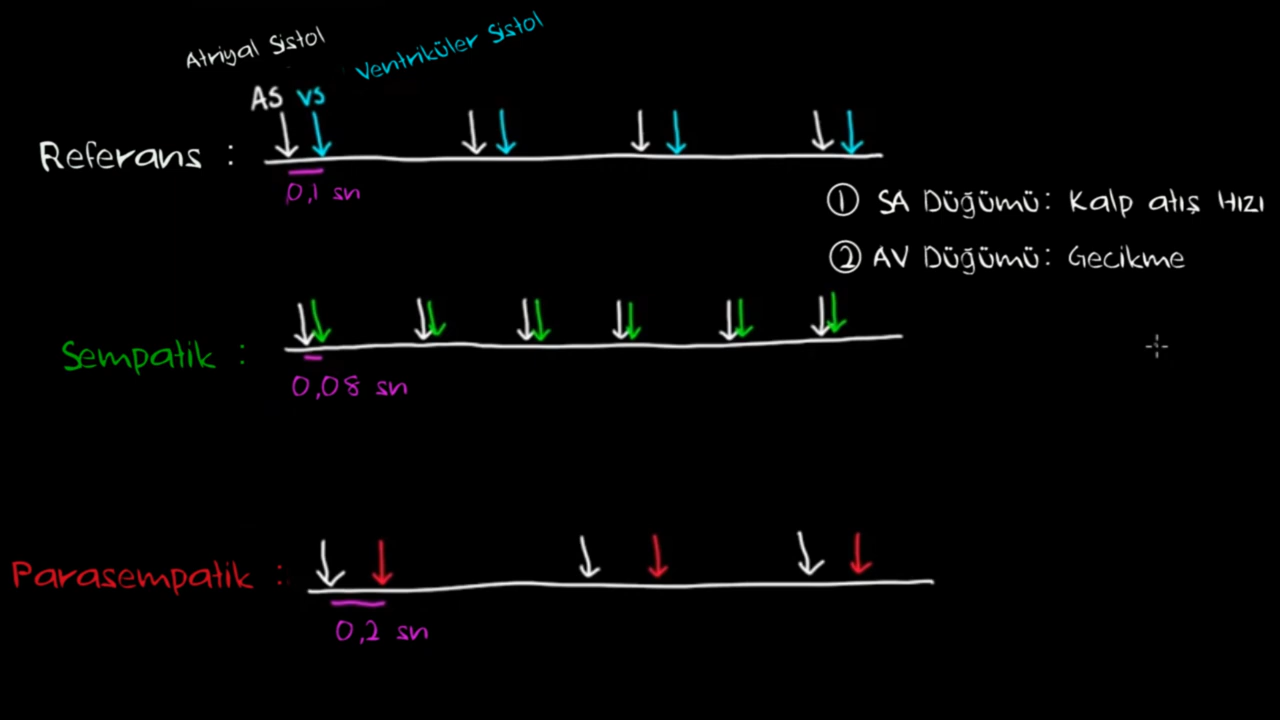 Atriyal Sistol
Ventriküler Sistol
AS vs
Referans :
0,1 sn
① SA Düğümü: Kalp atış Hızı
② AV Düğümü: Gecikme
Sempatik :
0,08 sn
Parasempatik :
0,2 sn